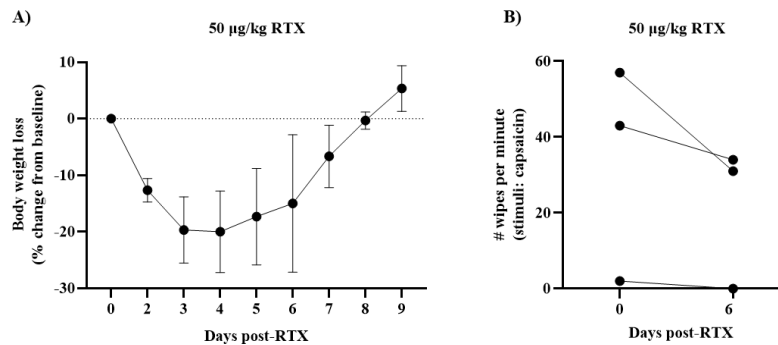 A)
50 µg/kg RTX
Body weight loss
(% change from baseline)
10
0
-10
-20
-30
0 2 3 4 5 6 7 8 9
Days post-RTX
B)
50 µg/kg RTX
# wipes per minute
(stimuli: capsaicin)
60
40
20
0
0 6
Days post-RTX